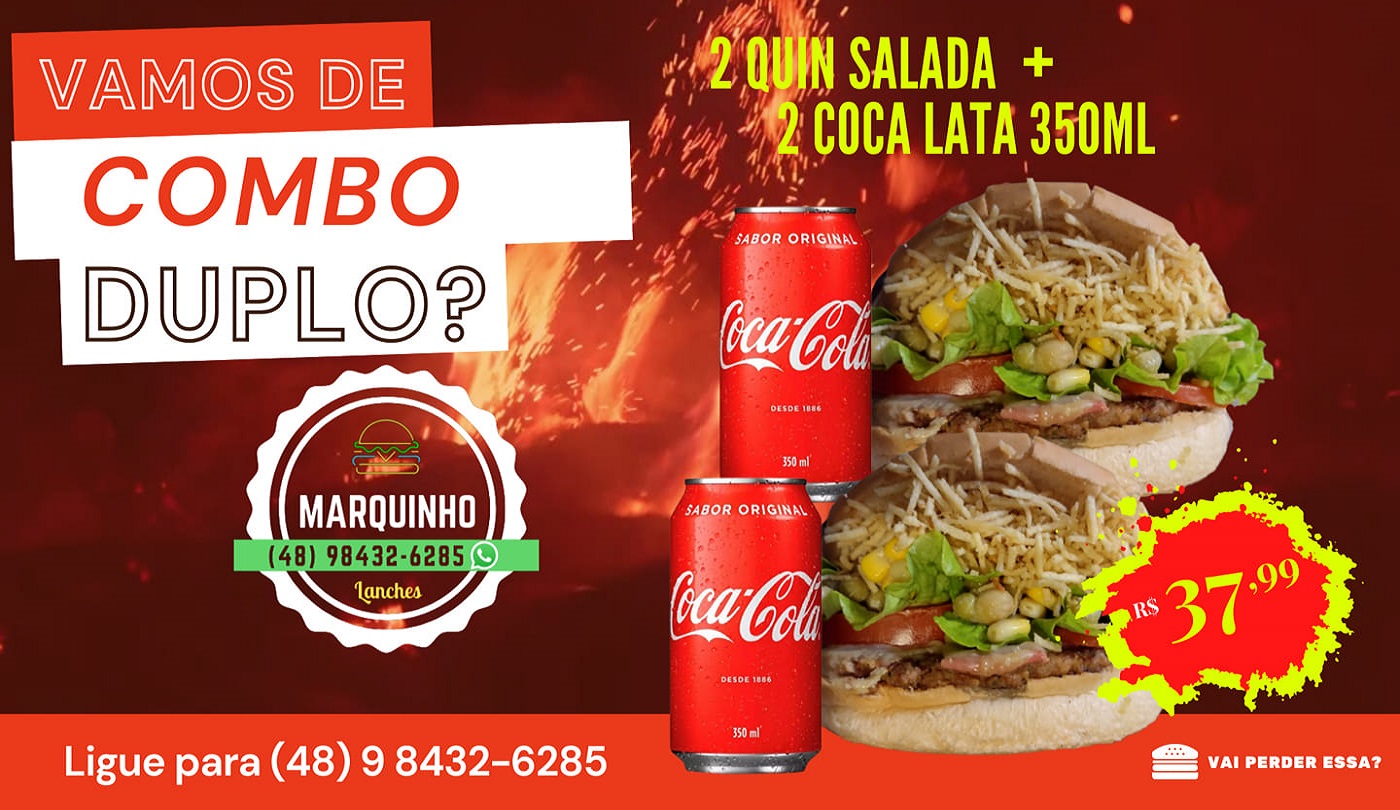 VAMOS DE
COMBO
DUPLO?
2 QUIN SALADA +
2 COCA LATA 350ML
SABOR ORIGINAL
Coca-Cola
DESDE 1886
350 ml
SABOR ORIGINAL
Coca-Cola
DESDE 1886
350 ml
MARQUINHO
(48) 98432-6285
Lanches
R$ 37,99
Ligue para (48) 9 8432-6285
VAI PERDER ESSA?